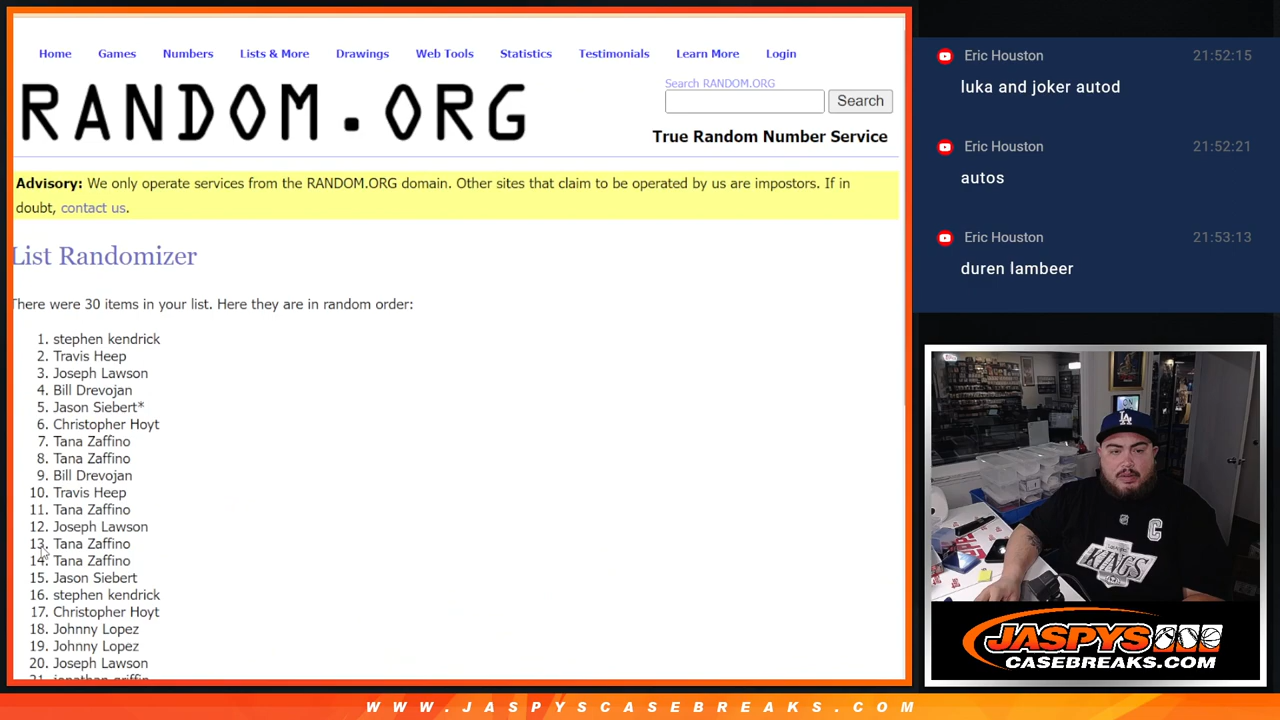 Home Games Numbers Lists & More Drawings Web Tools Statistics Testimonials Learn More Login
RANDOM.ORG
Search RANDOM.ORG
Search
True Random Number Service
Advisory: We only operate services from the RANDOM.ORG domain. Other sites that claim to be operated by us are impostors. If in
doubt, contact us.
List Randomizer
There were 30 items in your list. Here they are in random order:
1. stephen kendrick
2. Travis Heep
3. Joseph Lawson
4. Bill Drevojan
5. Jason Siebert*
6. Christopher Hoyt
7. Tana Zaffino
8. Tana Zaffino
9. Bill Drevojan
10. Travis Heep
11. Tana Zaffino
12. Joseph Lawson
13. Tana Zaffino
14. Tana Zaffino
15. Jason Siebert
16. stephen kendrick
17. Christopher Hoyt
18. Johnny Lopez
19. Johnny Lopez
20. Joseph Lawson
21. jonathan griffin
Eric Houston 21:52:15
luka and joker autod
Eric Houston 21:52:21
autos
Eric Houston 21:53:13
duren lambeer
ON
LA
C
KINGS
JASPYS
CASEBREAKS.COM
WWW.JASPYSCASEBREAKS.COM